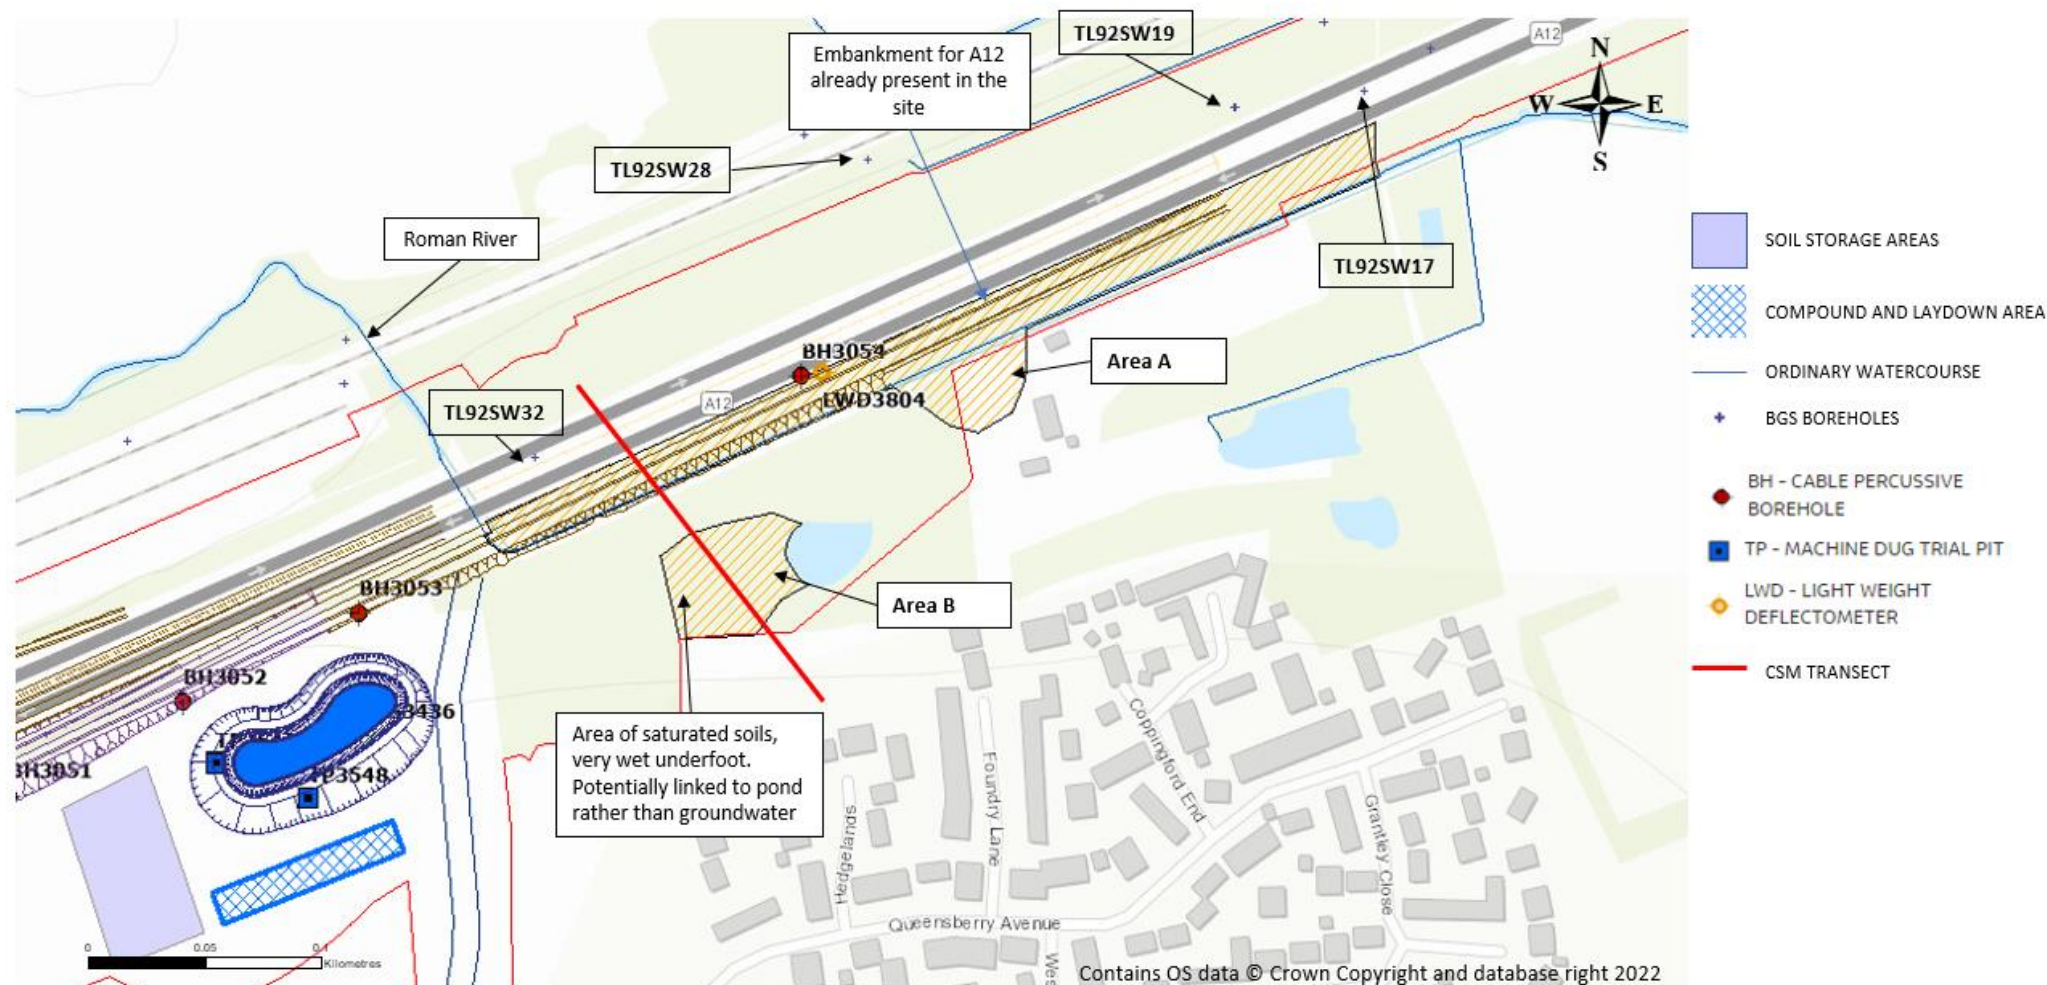 TL92SW19
A12
N
Embankment for A12
already present in the
site
W
E
S
TL92SW28
Roman River
TL92SW17
SOIL STORAGE AREAS
COMPOUND AND LAYDOWN AREA
BH3054
Area A
ORDINARY WATERCOURSE
A12
LWD3804
TL92SW32
BGS BOREHOLES
BH - CABLE PERCUSSIVE
BOREHOLE
TP - MACHINE DUG TRIAL PIT
BH3053
Area B
LWD - LIGHT WEIGHT
DEFLECTOMETER
BH3052
CSM TRANSECT
Area of saturated soils,
very wet underfoot.
Potentially linked to pond
rather than groundwater
BH3051
TP3548
Coppingford End
Foundry Lane
Hedgelands
Grantley Close
Queensberry Avenue
0
0.05
0.1
Kilometres
Contains OS data © Crown Copyright and database right 2022